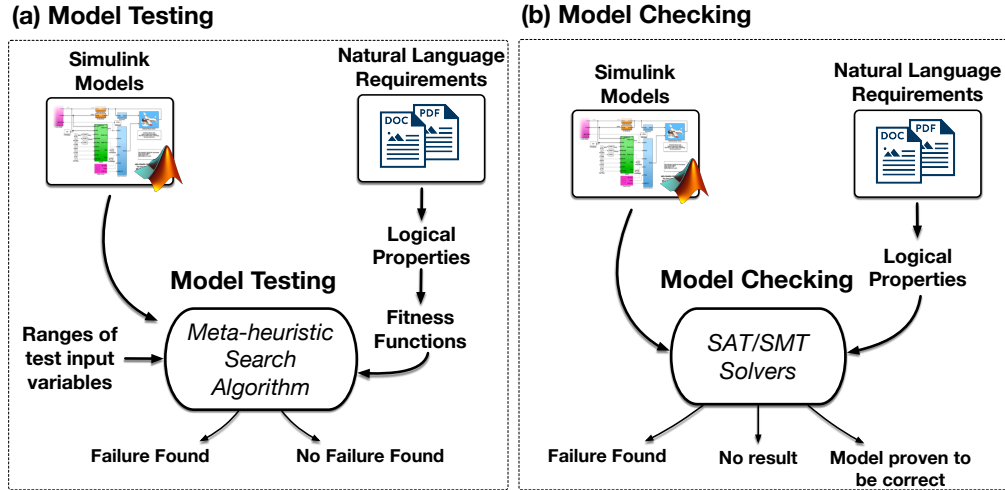 (a) Model Testing
Simulink
Models
Natural Language
Requirements
DOC
PDF
Logical
Properties
Model Testing
Fitness
Functions
Ranges of
test input
variables
Meta-heuristic
Search
Algorithm
Failure Found
No Failure Found
(b) Model Checking
Simulink
Models
Natural Language
Requirements
DOC
PDF
Logical
Properties
Model Checking
SAT/SMT
Solvers
Failure Found
No result
Model proven to
be correct